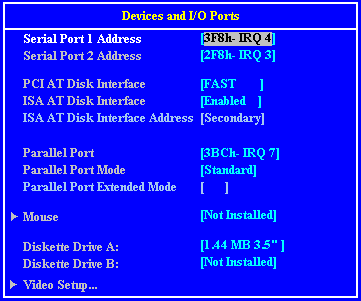 Devices and I/O Ports
Serial Port 1 Address [3F8h- IRQ 4]
Serial Port 2 Address [2F8h- IRQ 3]
PCI AT Disk Interface [FAST ]
ISA AT Disk Interface [Enabled ]
ISA AT Disk Interface Address [Secondary]
Parallel Port [3BCh- IRQ 7]
Parallel Port Mode [Standard]
Parallel Port Extended Mode [ ]
Mouse [Not Installed]
Diskette Drive A: [1.44 MB 3.5" ]
Diskette Drive B: [Not Installed]
Video Setup...